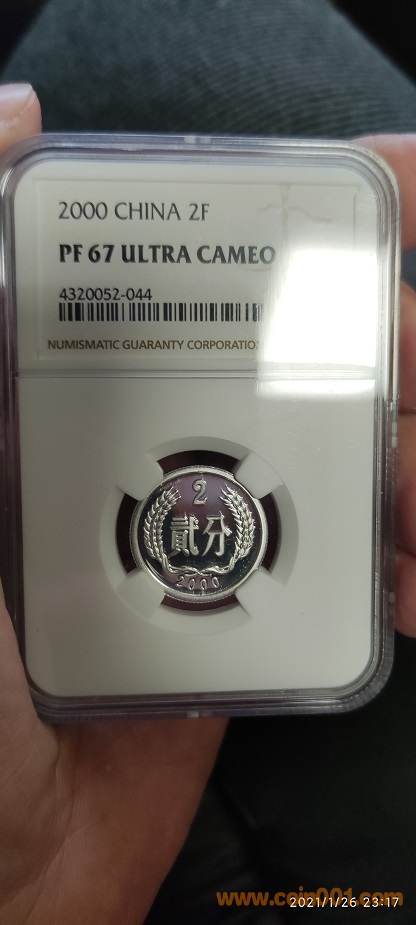 2000 CHINA 2F
PF 67 ULTRA CAMEO
4320052-044
NUMISMATIC GUARANTY CORPORATIO
2
貳分
2000
www.coin001.com
2021/1/26 23:17